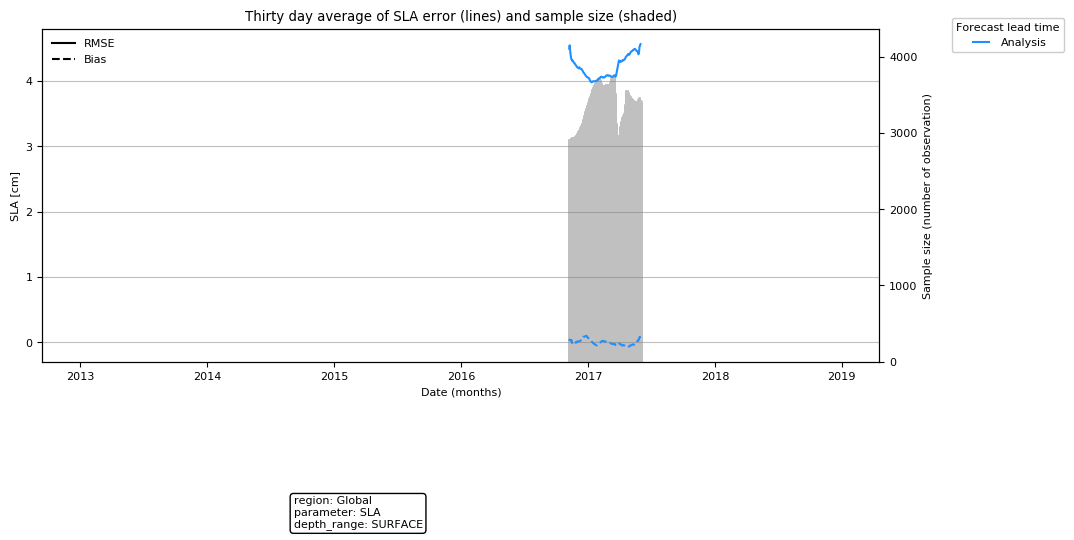 Thirty day average of SLA error (lines) and sample size (shaded)
RMSE
Bias
Forecast lead time
Analysis
SLA [cm]
4
3
2
1
0
4000
3000
2000
1000
0
Sample size (number of observation)
2013 2014 2015 2016 2017 2018 2019
Date (months)
region: Global
parameter: SLA
depth_range: SURFACE